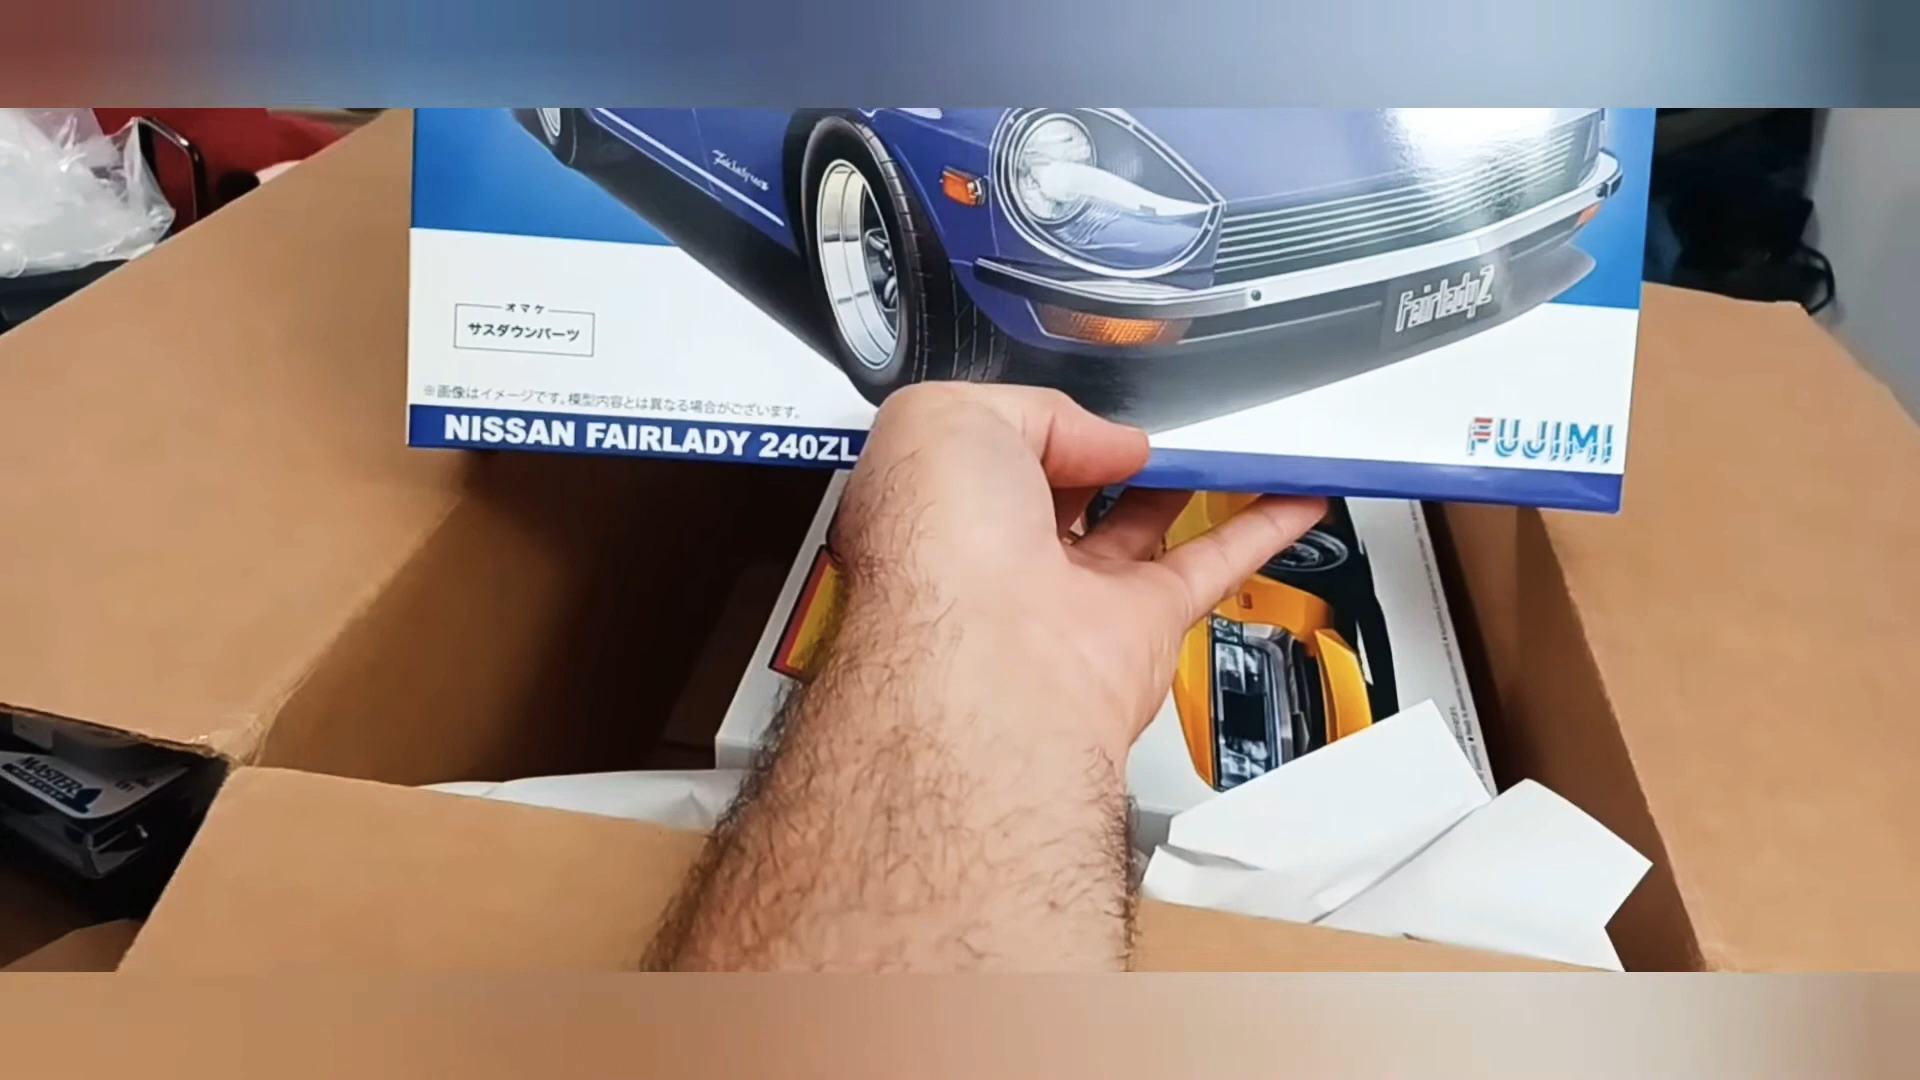 Fairlady Z
オマケ
サスダウンパーツ
※画像はイメージです。模型内容とは異なる場合がございます。
NISSAN FAIRLADY 240ZL
FUJIMI
MASTER